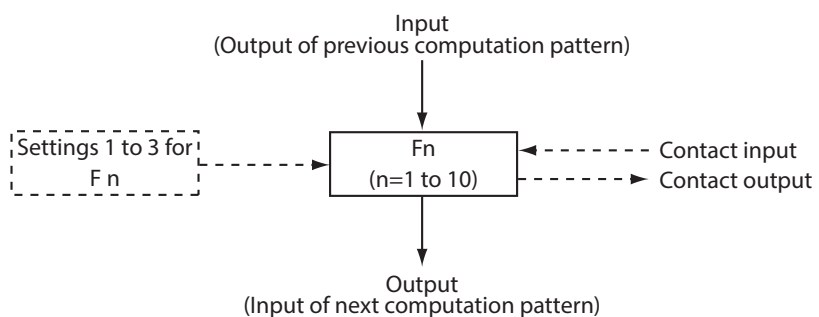 Input
(Output of previous computation pattern)
Settings 1 to 3 for
F n
Fn
(n=1 to 10)
Contact input
Contact output
Output
(Input of next computation pattern)